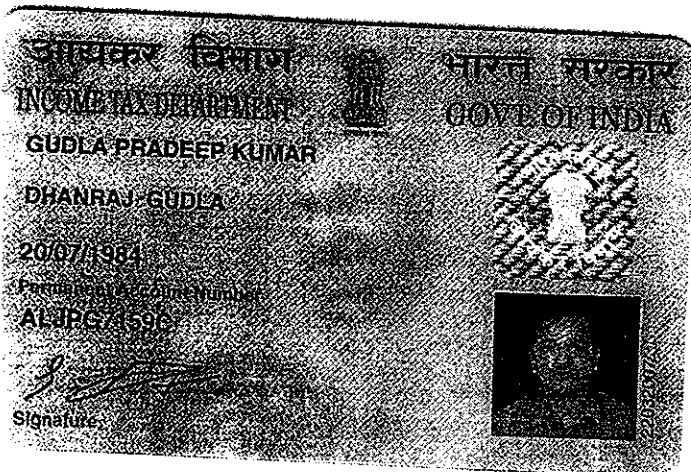 आयकर विभाग
भारत सरकार
INCOME TAX DEPARTMENT
GOVT. OF INDIA
GUDLA PRADEEP KUMAR
DHANRAJ GUDLA
20/07/1984
Permanent Account Number
Signature